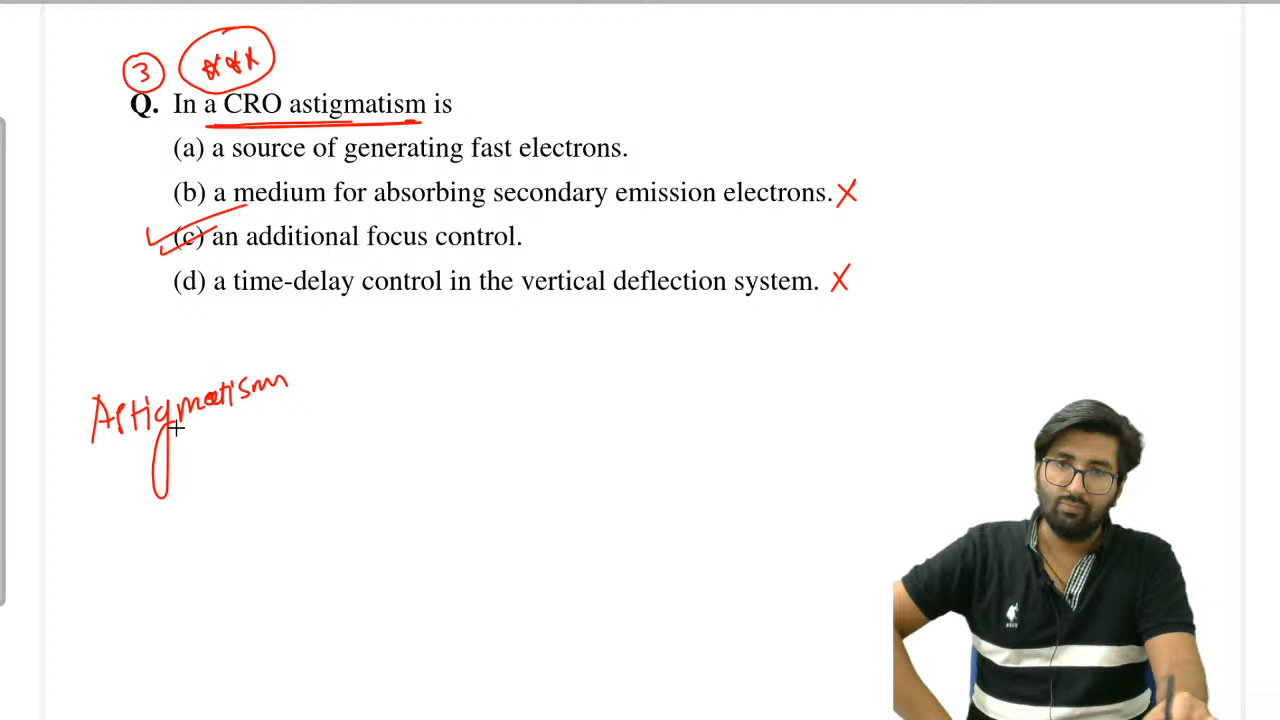 3 ***
Q. In a CRO astigmatism is
(a) a source of generating fast electrons.
(b) a medium for absorbing secondary emission electrons. X
(c) an additional focus control.
(d) a time-delay control in the vertical deflection system. X
Astigmatism